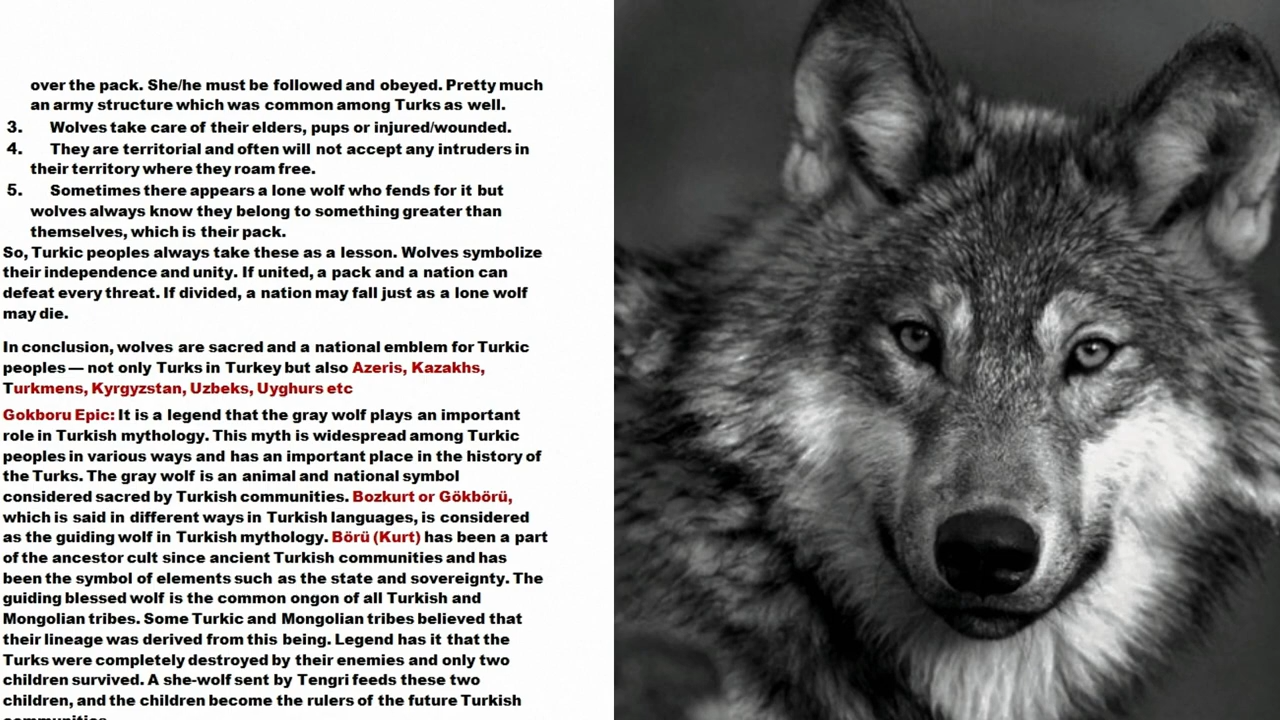 over the pack. She/he must be followed and obeyed. Pretty much
an army structure which was common among Turks as well.
3. Wolves take care of their elders, pups or injured/wounded.
4. They are territorial and often will not accept any intruders in
their territory where they roam free.
5. Sometimes there appears a lone wolf who fends for it but
wolves always know they belong to something greater than
themselves, which is their pack.
So, Turkic peoples always take these as a lesson. Wolves symbolize
their independence and unity. If united, a pack and a nation can
defeat every threat. If divided, a nation may fall just as a lone wolf
may die.
In conclusion, wolves are sacred and a national emblem for Turkic
peoples — not only Turks in Turkey but also Azeris, Kazakhs,
Turkmens, Kyrgyzstan, Uzbeks, Uyghurs etc
Gokboru Epic: It is a legend that the gray wolf plays an important
role in Turkish mythology. This myth is widespread among Turkic
peoples in various ways and has an important place in the history of
the Turks. The gray wolf is an animal and national symbol
considered sacred by Turkish communities. Bozkurt or Gökbörü,
which is said in different ways in Turkish languages, is considered
as the guiding wolf in Turkish mythology. Börü (Kurt) has been a part
of the ancestor cult since ancient Turkish communities and has
been the symbol of elements such as the state and sovereignty. The
guiding blessed wolf is the common ongon of all Turkish and
Mongolian tribes. Some Turkic and Mongolian tribes believed that
their lineage was derived from this being. Legend has it that the
Turks were completely destroyed by their enemies and only two
children survived. A she-wolf sent by Tengri feeds these two
children, and the children become the rulers of the future Turkish